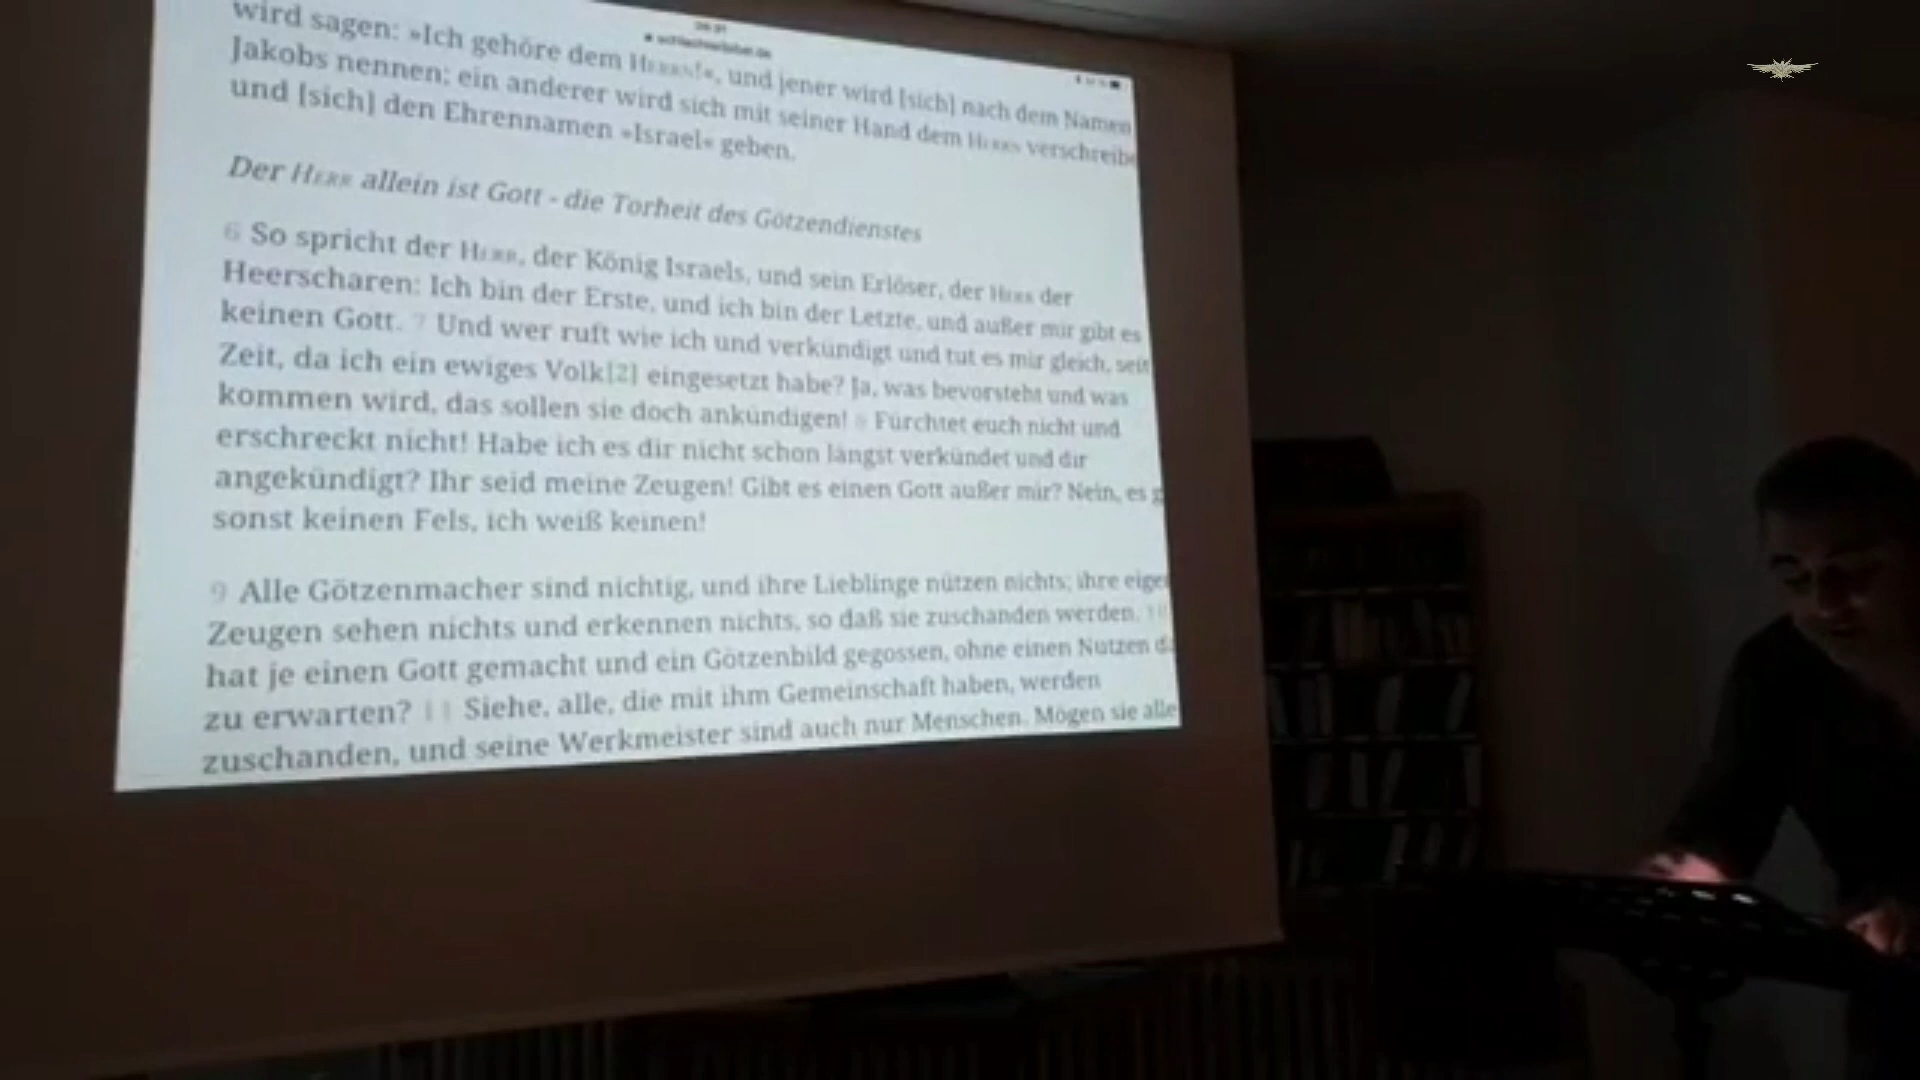 wird sagen: »Ich gehöre dem HERRN!«, und jener wird [sich] nach dem Namen
Jakobs nennen; ein anderer wird sich mit seiner Hand dem HERRN verschreibe
und [sich] den Ehrennamen »Israel« geben.
Der HERR allein ist Gott - die Torheit des Götzendienstes
6 So spricht der HERR, der König Israels, und sein Erlöser, der HERR der
Heerscharen: Ich bin der Erste, und ich bin der Letzte, und außer mir gibt es
keinen Gott. 7 Und wer ruft wie ich und verkündigt und tut es mir gleich, seit
Zeit, da ich ein ewiges Volk[2] eingesetzt habe? Ja, was bevorsteht und was
kommen wird, das sollen sie doch ankündigen! 8 Fürchtet euch nicht und
erschreckt nicht! Habe ich es dir nicht schon längst verkündet und dir
angekündigt? Ihr seid meine Zeugen! Gibt es einen Gott außer mir? Nein, es g
sonst keinen Fels, ich weiß keinen!
9 Alle Götzenmacher sind nichtig, und ihre Lieblinge nützen nichts; ihre eige
Zeugen sehen nichts und erkennen nichts, so daß sie zuschanden werden. 10
hat je einen Gott gemacht und ein Götzenbild gegossen, ohne einen Nutzen da
zu erwarten? 11 Siehe, alle, die mit ihm Gemeinschaft haben, werden
zuschanden, und seine Werkmeister sind auch nur Menschen. Mögen sie alle